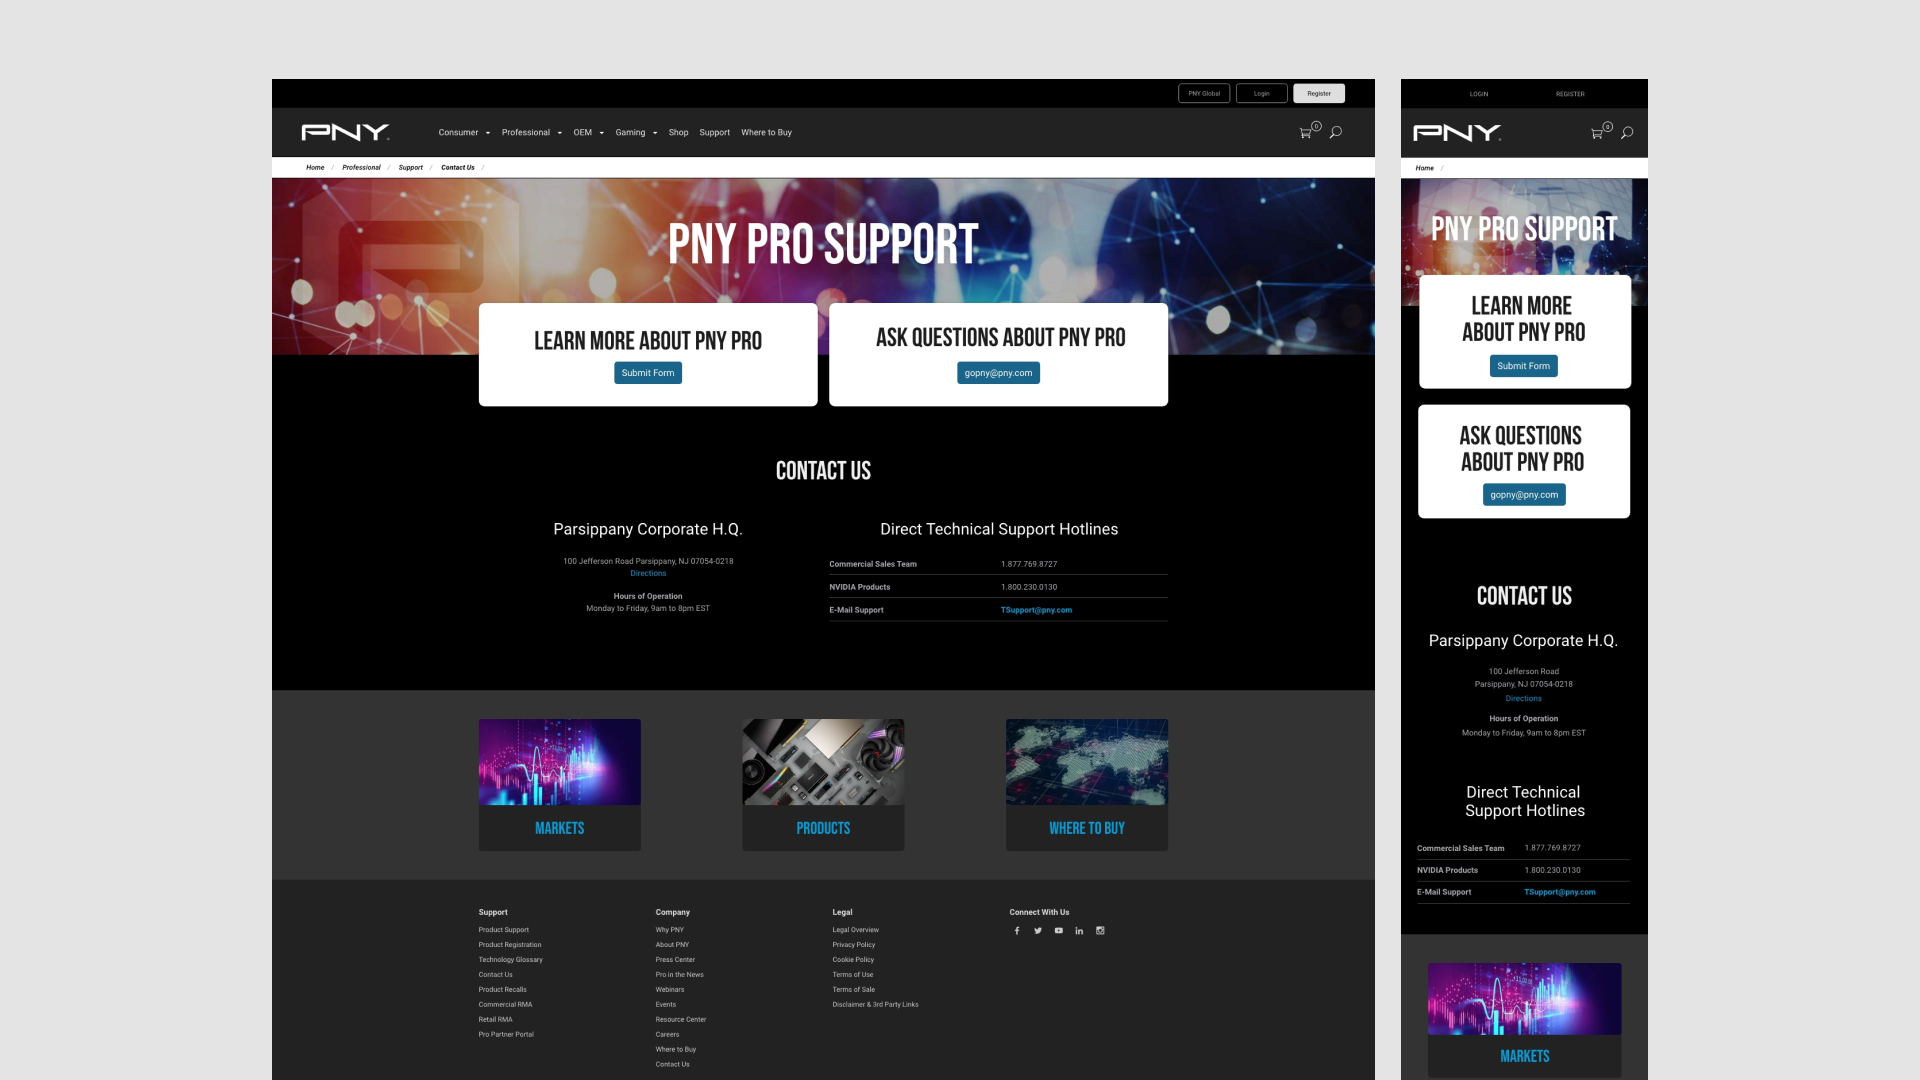 PNY Global Login Register
PNY
Consumer Professional OEM Gaming Shop Support Where to Buy
0
Home / Professional / Support / Contact Us /
PNY PRO SUPPORT
LEARN MORE ABOUT PNY PRO
Submit Form
ASK QUESTIONS ABOUT PNY PRO
gopny@pny.com
CONTACT US
Parsippany Corporate H.Q.
100 Jefferson Road Parsippany, NJ 07054-0218
Directions
Hours of Operation
Monday to Friday, 9am to 8pm EST
Direct Technical Support Hotlines
Commercial Sales Team 1.877.769.8727
NVIDIA Products 1.800.230.0130
E-Mail Support TSupport@pny.com
MARKETS
PRODUCTS
WHERE TO BUY
Support
Product Support
Product Registration
Technology Glossary
Contact Us
Product Recalls
Commercial RMA
Retail RMA
Pro Partner Portal
Company
Why PNY
About PNY
Press Center
Pro in the News
Webinars
Events
Resource Center
Careers
Where to Buy
Contact Us
Legal
Legal Overview
Privacy Policy
Cookie Policy
Terms of Use
Terms of Sale
Disclaimer & 3rd Party Links
Connect With Us
LOGIN REGISTER
PNY
0
Home /
PNY PRO SUPPORT
LEARN MORE
ABOUT PNY PRO
Submit Form
ASK QUESTIONS
ABOUT PNY PRO
gopny@pny.com
CONTACT US
Parsippany Corporate H.Q.
100 Jefferson Road
Parsippany, NJ 07054-0218
Directions
Hours of Operation
Monday to Friday, 9am to 8pm EST
Direct Technical
Support Hotlines
Commercial Sales Team 1.877.769.8727
NVIDIA Products 1.800.230.0130
E-Mail Support TSupport@pny.com
MARKETS